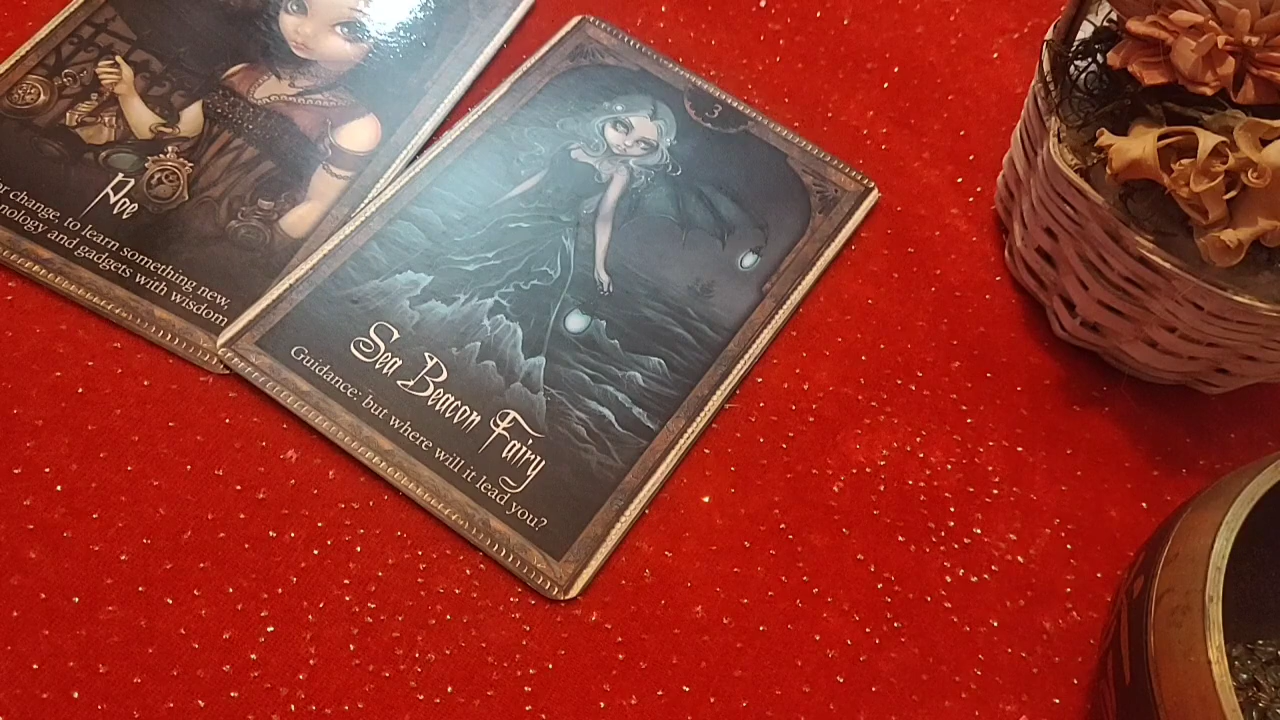 Poe
for change, to learn something new,
nology and gadgets with wisdom
3
Sea Beacon Fairy
Guidance: but where will it lead you?